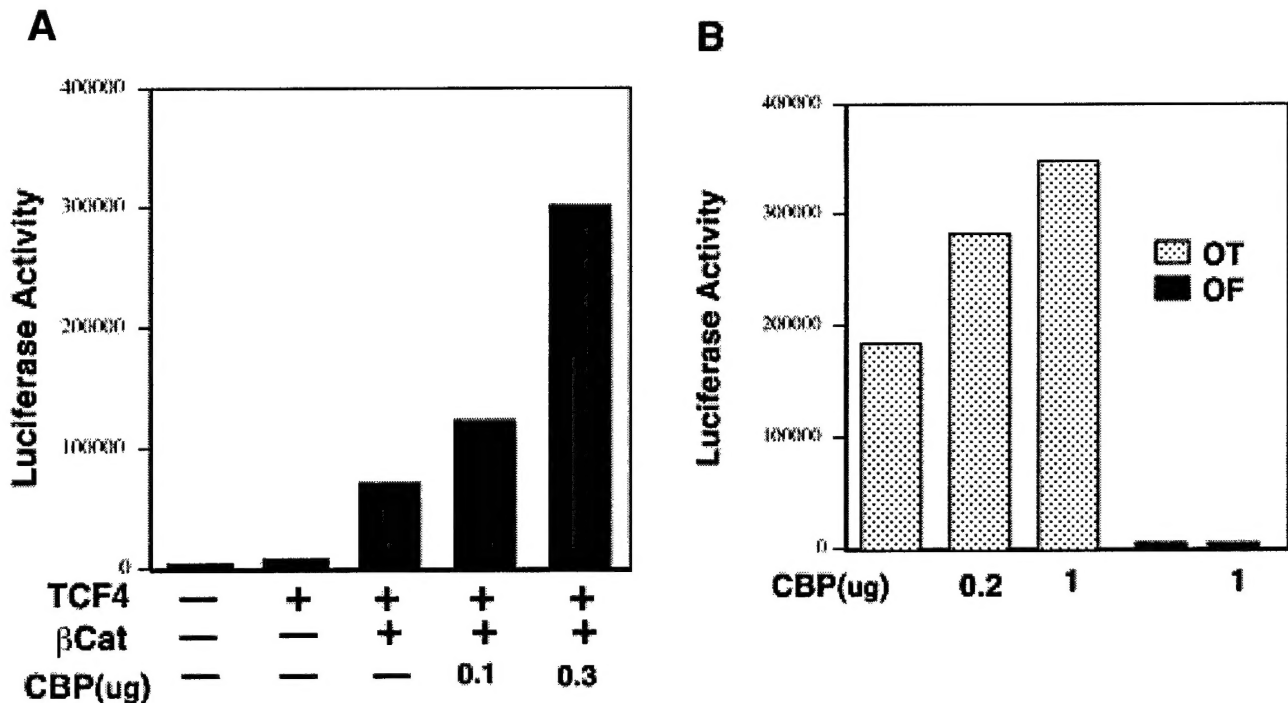 A
Luciferase Activity
400000
300000
200000
100000
0
TCF4 — + + + +
βCat — — + + +
CBP(ug) — — — 0.1 0.3
B
Luciferase Activity
400000
300000
200000
100000
0
OT
OF
CBP(ug) 0.2 1 1